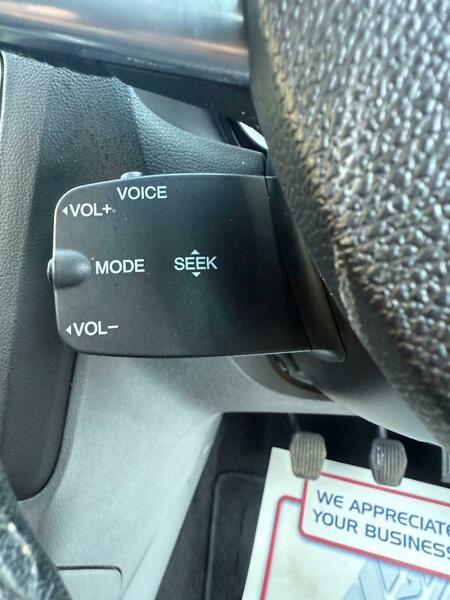 VOICE
VOL+
MODE
SEEK
VOL−
WE APPRECIATE
YOUR BUSINESS